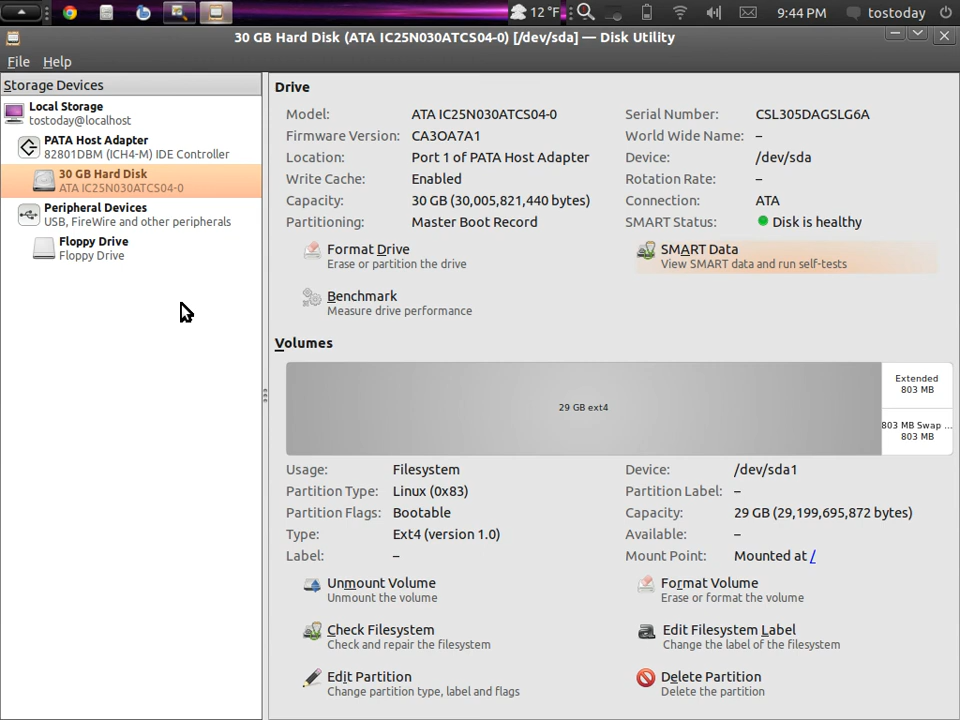 12 °F
9:44 PM
tostoday
30 GB Hard Disk (ATA IC25N030ATCS04-0) [/dev/sda] — Disk Utility
File Help
Storage Devices
Local Storage
tostoday@localhost
PATA Host Adapter
82801DBM (ICH4-M) IDE Controller
30 GB Hard Disk
ATA IC25N030ATCS04-0
Peripheral Devices
USB, FireWire and other peripherals
Floppy Drive
Floppy Drive
Drive
Model: ATA IC25N030ATCS04-0 Serial Number: CSL305DAGSLG6A
Firmware Version: CA3OA7A1 World Wide Name: –
Location: Port 1 of PATA Host Adapter Device: /dev/sda
Write Cache: Enabled Rotation Rate: –
Capacity: 30 GB (30,005,821,440 bytes) Connection: ATA
Partitioning: Master Boot Record SMART Status: Disk is healthy
Format Drive
Erase or partition the drive
SMART Data
View SMART data and run self-tests
Benchmark
Measure drive performance
Volumes
29 GB ext4
Extended
803 MB
803 MB Swap ...
803 MB
Usage: Filesystem Device: /dev/sda1
Partition Type: Linux (0x83) Partition Label: –
Partition Flags: Bootable Capacity: 29 GB (29,199,695,872 bytes)
Type: Ext4 (version 1.0) Available: –
Label: – Mount Point: Mounted at /
Unmount Volume
Unmount the volume
Format Volume
Erase or format the volume
Check Filesystem
Check and repair the filesystem
Edit Filesystem Label
Change the label of the filesystem
Edit Partition
Change partition type, label and flags
Delete Partition
Delete the partition